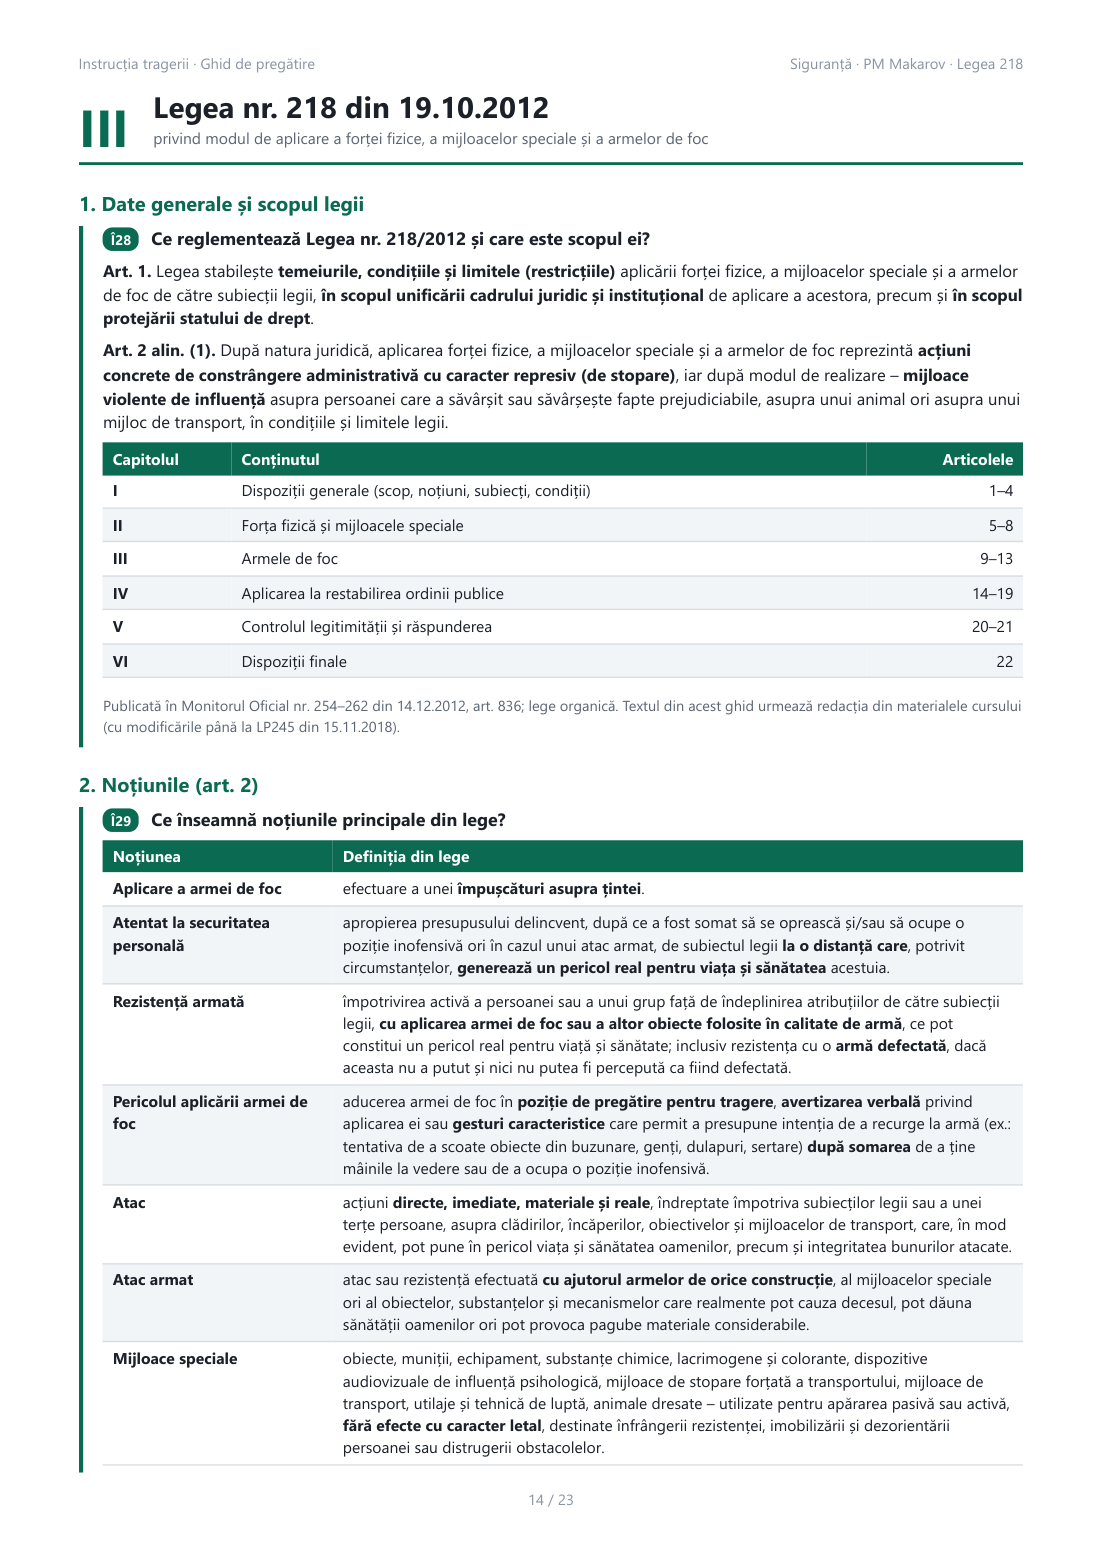 Instrucția tragerii · Ghid de pregătire
Siguranță · PM Makarov · Legea 218
III
Legea nr. 218 din 19.10.2012
privind modul de aplicare a forței fizice, a mijloacelor speciale și a armelor de foc
1. Date generale și scopul legii
Î28 Ce reglementează Legea nr. 218/2012 și care este scopul ei?
Art. 1. Legea stabilește temeiurile, condițiile și limitele (restricțiile) aplicării forței fizice, a mijloacelor speciale și a armelor
de foc de către subiecții legii, în scopul unificării cadrului juridic și instituțional de aplicare a acestora, precum și în scopul
protejării statului de drept.
Art. 2 alin. (1). După natura juridică, aplicarea forței fizice, a mijloacelor speciale și a armelor de foc reprezintă acțiuni
concrete de constrângere administrativă cu caracter represiv (de stopare), iar după modul de realizare – mijloace
violente de influență asupra persoanei care a săvârșit sau săvârșește fapte prejudiciabile, asupra unui animal ori asupra unui
mijloc de transport, în condițiile și limitele legii.
Capitolul Conținutul Articolele
I Dispoziții generale (scop, noțiuni, subiecți, condiții) 1–4
II Forța fizică și mijloacele speciale 5–8
III Armele de foc 9–13
IV Aplicarea la restabilirea ordinii publice 14–19
V Controlul legitimității și răspunderea 20–21
VI Dispoziții finale 22
Publicată în Monitorul Oficial nr. 254–262 din 14.12.2012, art. 836; lege organică. Textul din acest ghid urmează redacția din materialele cursului
(cu modificările până la LP245 din 15.11.2018).
2. Noțiunile (art. 2)
Î29 Ce înseamnă noțiunile principale din lege?
Noțiunea Definiția din lege
Aplicare a armei de foc efectuare a unei împușcături asupra țintei.
Atentat la securitatea
personală
apropierea presupusului delincvent, după ce a fost somat să se oprească și/sau să ocupe o
poziție inofensivă ori în cazul unui atac armat, de subiectul legii la o distanță care, potrivit
circumstanțelor, generează un pericol real pentru viața și sănătatea acestuia.
Rezistență armată
împotrivirea activă a persoanei sau a unui grup față de îndeplinirea atribuțiilor de către subiecții
legii, cu aplicarea armei de foc sau a altor obiecte folosite în calitate de armă, ce pot
constitui un pericol real pentru viață și sănătate; inclusiv rezistența cu o armă defectată, dacă
aceasta nu a putut și nici nu putea fi percepută ca fiind defectată.
Pericolul aplicării armei de
foc
aducerea armei de foc în poziție de pregătire pentru tragere, avertizarea verbală privind
aplicarea ei sau gesturi caracteristice care permit a presupune intenția de a recurge la armă (ex.:
tentativa de a scoate obiecte din buzunare, genți, dulapuri, sertare) după somarea de a ține
mâinile la vedere sau de a ocupa o poziție inofensivă.
Atac
acțiuni directe, imediate, materiale și reale, îndreptate împotriva subiecților legii sau a unei
terțe persoane, asupra clădirilor, încăperilor, obiectivelor și mijloacelor de transport, care, în mod
evident, pot pune în pericol viața și sănătatea oamenilor, precum și integritatea bunurilor atacate.
Atac armat
atac sau rezistență efectuată cu ajutorul armelor de orice construcție, al mijloacelor speciale
ori al obiectelor, substanțelor și mecanismelor care realmente pot cauza decesul, pot dăuna
sănătății oamenilor ori pot provoca pagube materiale considerabile.
Mijloace speciale
obiecte, muniții, echipament, substanțe chimice, lacrimogene și colorante, dispozitive
audiovizuale de influență psihologică, mijloace de stopare forțată a transportului, mijloace de
transport, utilaje și tehnică de luptă, animale dresate – utilizate pentru apărarea pasivă sau activă,
fără efecte cu caracter letal, destinate înfrângerii rezistenței, imobilizării și dezorientării
persoanei sau distrugerii obstacolelor.
14 / 23